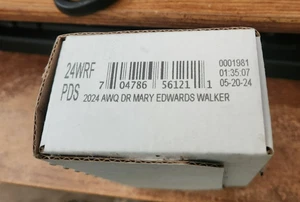 24WRF
PDS
7 04786 56121 1
0001981
01:35:07
05-20-24
2024 AWQ DR MARY EDWARDS WALKER